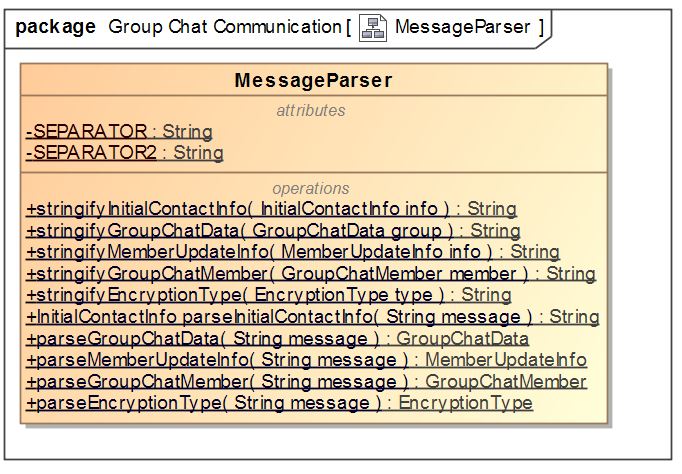 package Group Chat Communication [ MessageParser ]
MessageParser
attributes
-SEPARATOR : String
-SEPARATOR2 : String
operations
+stringifyInitialContactInfo( InitialContactInfo info ) : String
+stringifyGroupChatData( GroupChatData group ) : String
+stringifyMemberUpdateInfo( MemberUpdateInfo info ) : String
+stringifyGroupChatMember( GroupChatMember member ) : String
+stringifyEncryptionType( EncryptionType type ) : String
+InitialContactInfo parseInitialContactInfo( String message ) : String
+parseGroupChatData( String message ) : GroupChatData
+parseMemberUpdateInfo( String message ) : MemberUpdateInfo
+parseGroupChatMember( String message ) : GroupChatMember
+parseEncryptionType( String message ) : EncryptionType